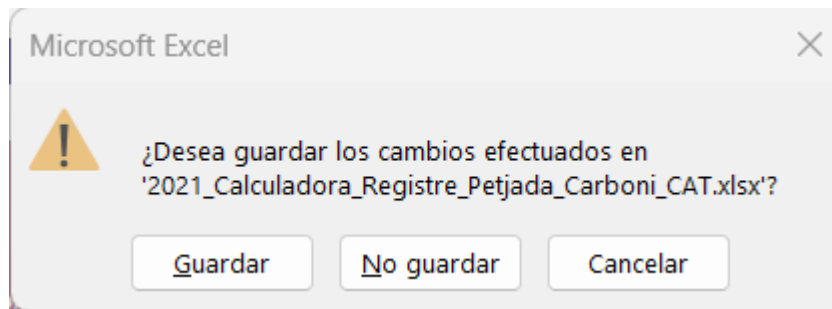 Microsoft Excel
¿Desea guardar los cambios efectuados en
'2021_Calculadora_Registre_Petjada_Carboni_CAT.xlsx'?
Guardar No guardar Cancelar